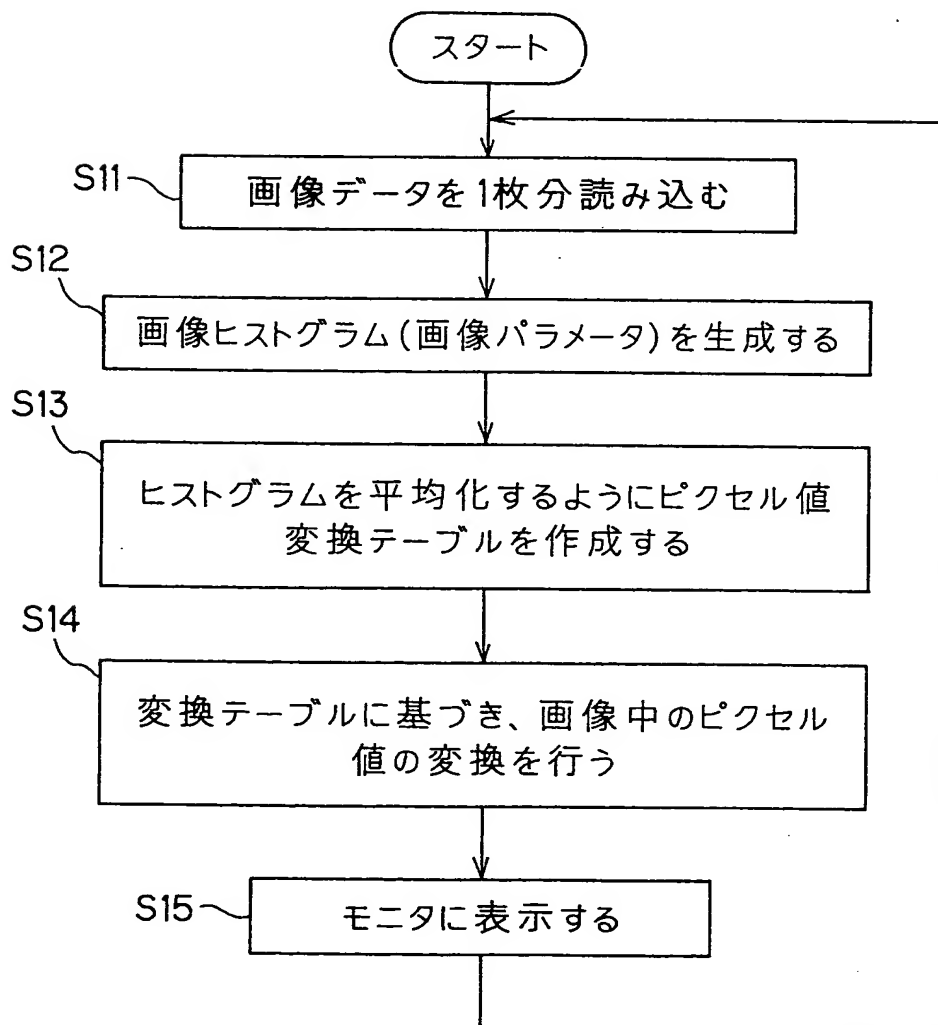 スタート
S11
画像データを1枚分読み込む
S12
画像ヒストグラム(画像パラメータ)を生成する
S13
ヒストグラムを平均化するようにピクセル値
変換テーブルを作成する
S14
変換テーブルに基づき、画像中のピクセル
値の変換を行う
S15
モニタに表示する